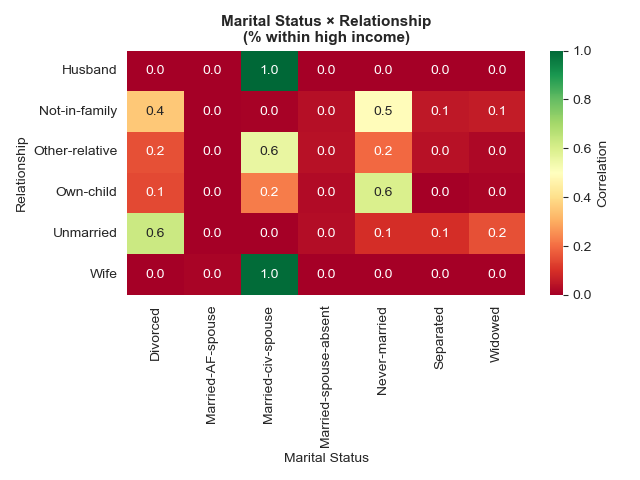 Marital Status × Relationship
(% within high income)
Relationship
Husband 0.0 0.0 1.0 0.0 0.0 0.0 0.0
Not-in-family 0.4 0.0 0.0 0.0 0.5 0.1 0.1
Other-relative 0.2 0.0 0.6 0.0 0.2 0.0 0.0
Own-child 0.1 0.0 0.2 0.0 0.6 0.0 0.0
Unmarried 0.6 0.0 0.0 0.0 0.1 0.1 0.2
Wife 0.0 0.0 1.0 0.0 0.0 0.0 0.0
Divorced
Married-AF-spouse
Married-civ-spouse
Married-spouse-absent
Never-married
Separated
Widowed
Marital Status
1.0
0.8
0.6
0.4
0.2
0.0
Correlation